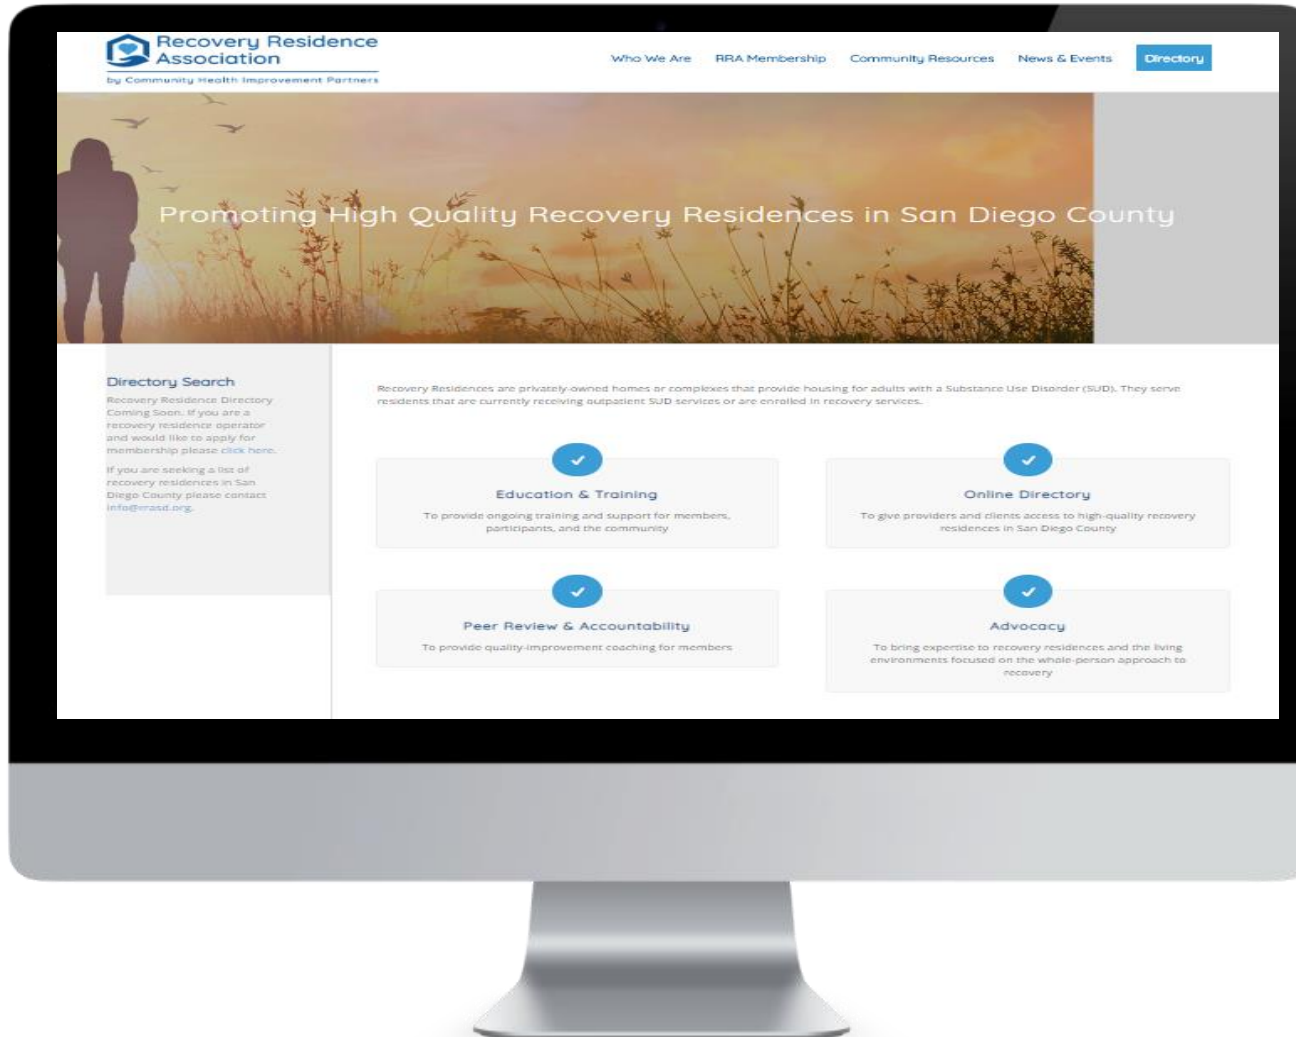 Recovery Residence
Association
by Community Health Improvement Partners
Who We Are RRA Membership Community Resources News & Events Directory
Promoting High Quality Recovery Residences in San Diego County
Directory Search
Recovery Residence Directory
Coming Soon. If you are a
recovery residence operator
and would like to apply for
membership please click here.
If you are seeking a list of
recovery residences in San
Diego County please contact
info@rrasd.org.
Recovery Residences are privately-owned homes or complexes that provide housing for adults with a Substance Use Disorder (SUD). They serve
residents that are currently receiving outpatient SUD services or are enrolled in recovery services.
Education & Training
To provide ongoing training and support for members,
participants, and the community
Online Directory
To give providers and clients access to high-quality recovery
residences in San Diego County
Peer Review & Accountability
To provide quality-improvement coaching for members
Advocacy
To bring expertise to recovery residences and the living
environments focused on the whole-person approach to
recovery